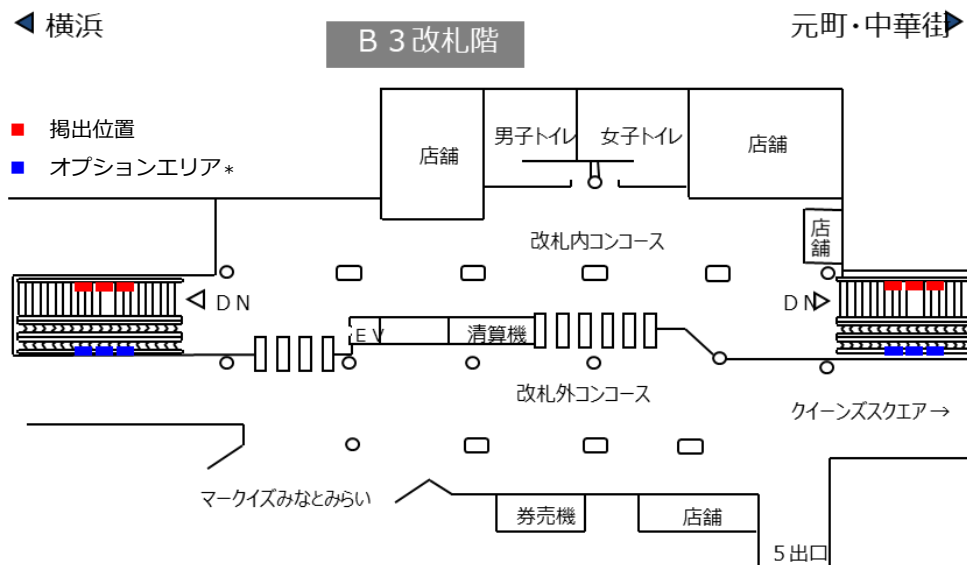 横浜
元町・中華街
B3改札階
掲出位置
オプションエリア*
店舗
男子トイレ
女子トイレ
店舗
店舗
改札内コンコース
DN
DN
EV
清算機
改札外コンコース
クイーンズスクエア→
マークイズみなとみらい
券売機
店舗
5出口